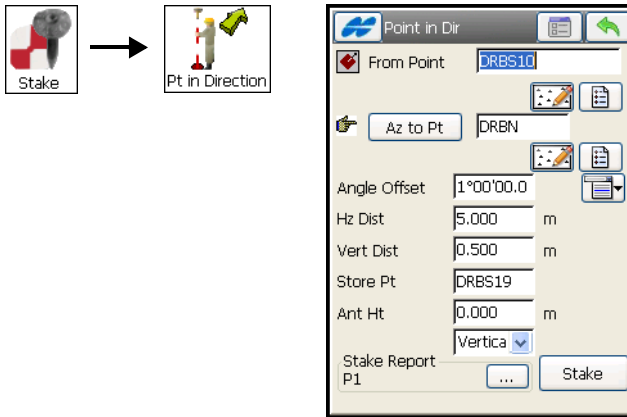 Stake
Pt in Direction
Point in Dir
From Point DRBS10
Az to Pt DRBN
Angle Offset 1°00'00.0
Hz Dist 5.000 m
Vert Dist 0.500 m
Store Pt DRBS19
Ant Ht 0.000 m
Vertica
Stake Report
P1 ... Stake